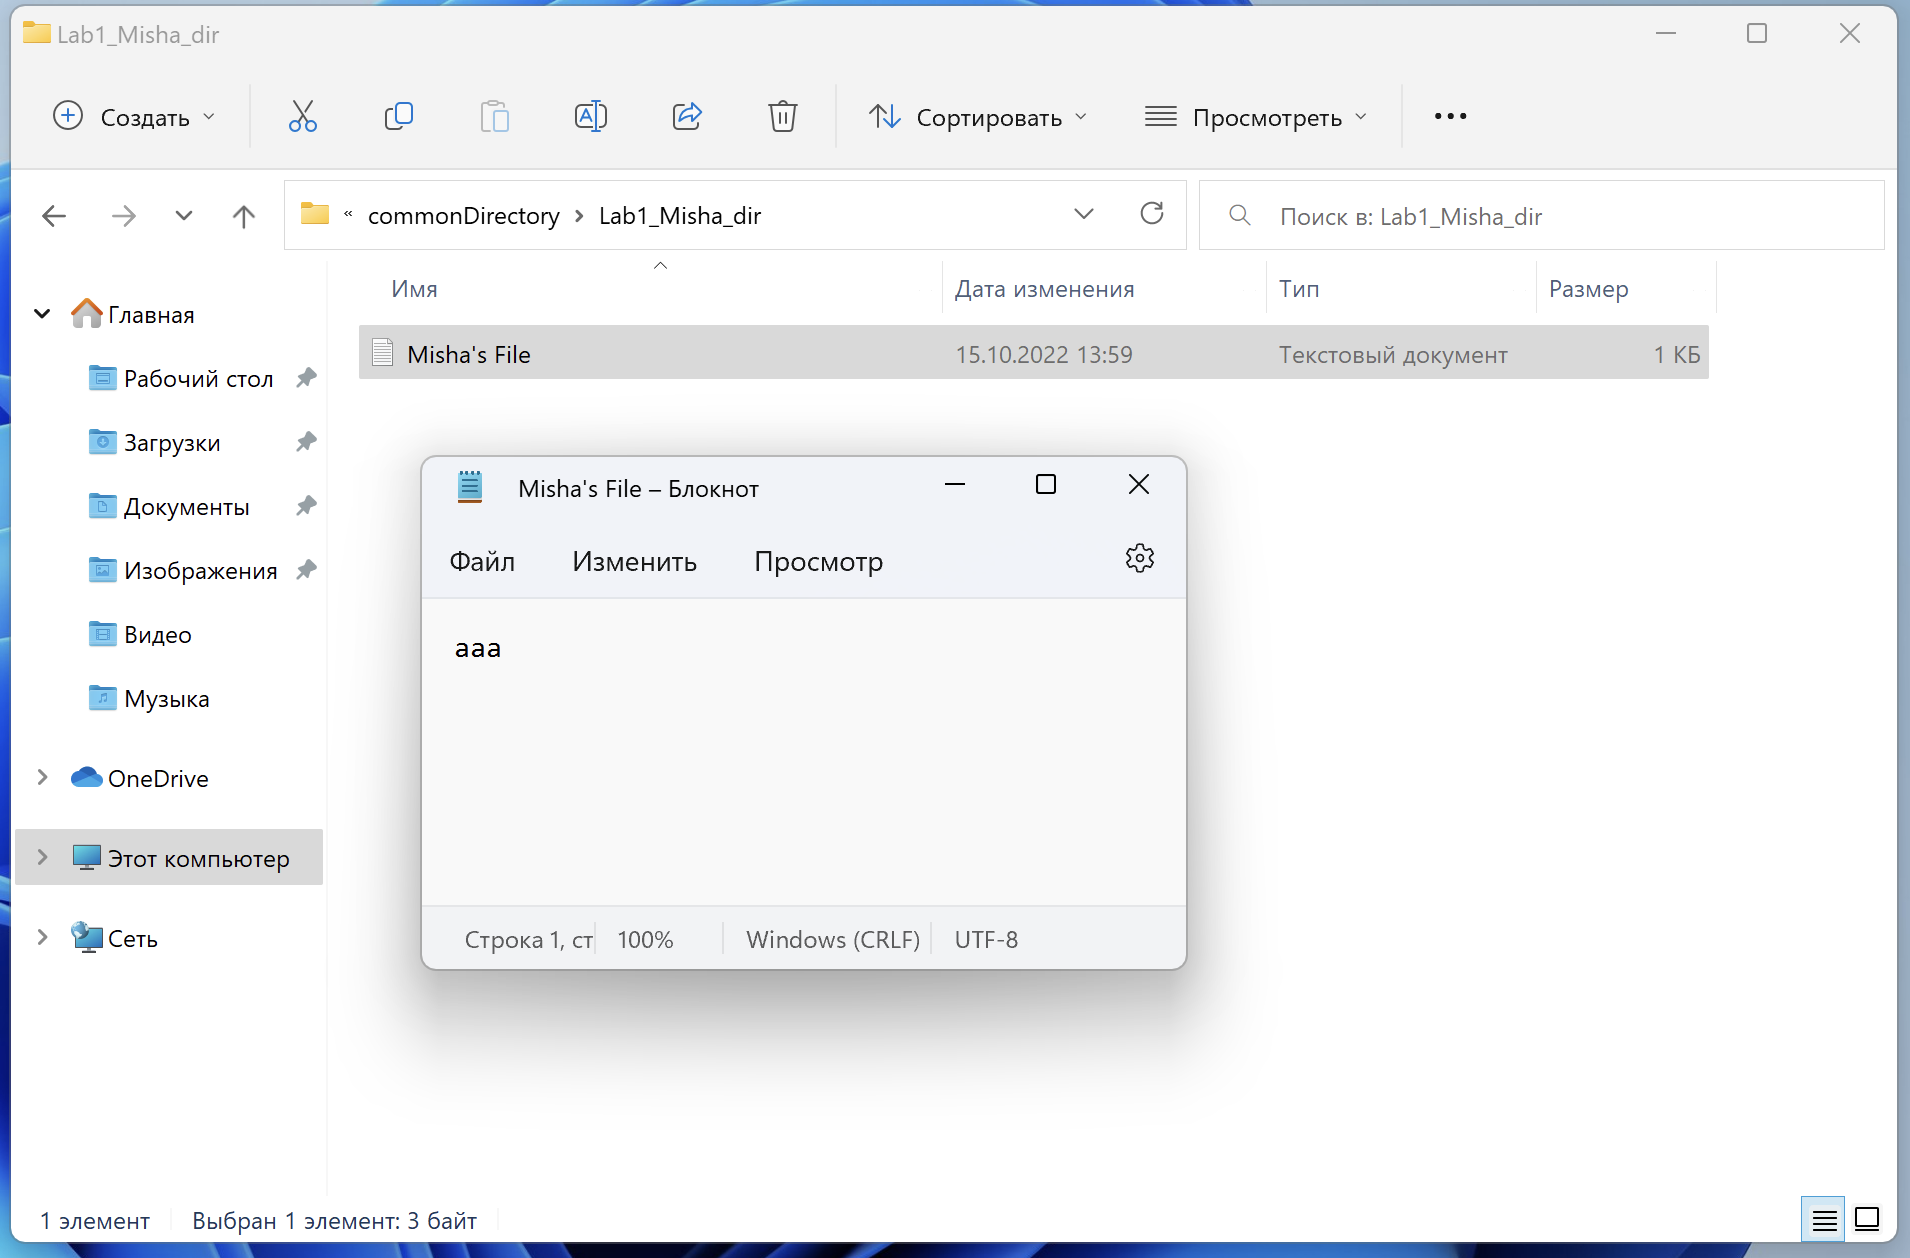 Lab1_Misha_dir
Создать
Сортировать
Просмотреть
« commonDirectory › Lab1_Misha_dir
Поиск в: Lab1_Misha_dir
Имя
Дата изменения
Тип
Размер
Misha's File
15.10.2022 13:59
Текстовый документ
1 КБ
Главная
Рабочий стол
Загрузки
Документы
Изображения
Видео
Музыка
OneDrive
Этот компьютер
Сеть
Misha's File – Блокнот
Файл
Изменить
Просмотр
aaa
Строка 1, ст
100%
Windows (CRLF)
UTF-8
1 элемент
Выбран 1 элемент: 3 байт